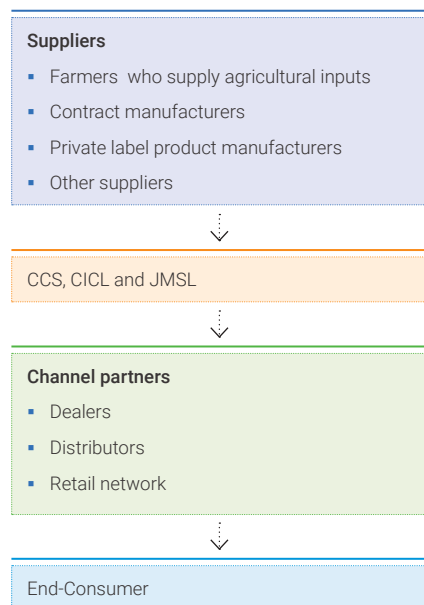 Suppliers
▪ Farmers who supply agricultural inputs
▪ Contract manufacturers
▪ Private label product manufacturers
▪ Other suppliers
CCS, CICL and JMSL
Channel partners
▪ Dealers
▪ Distributors
▪ Retail network
End-Consumer